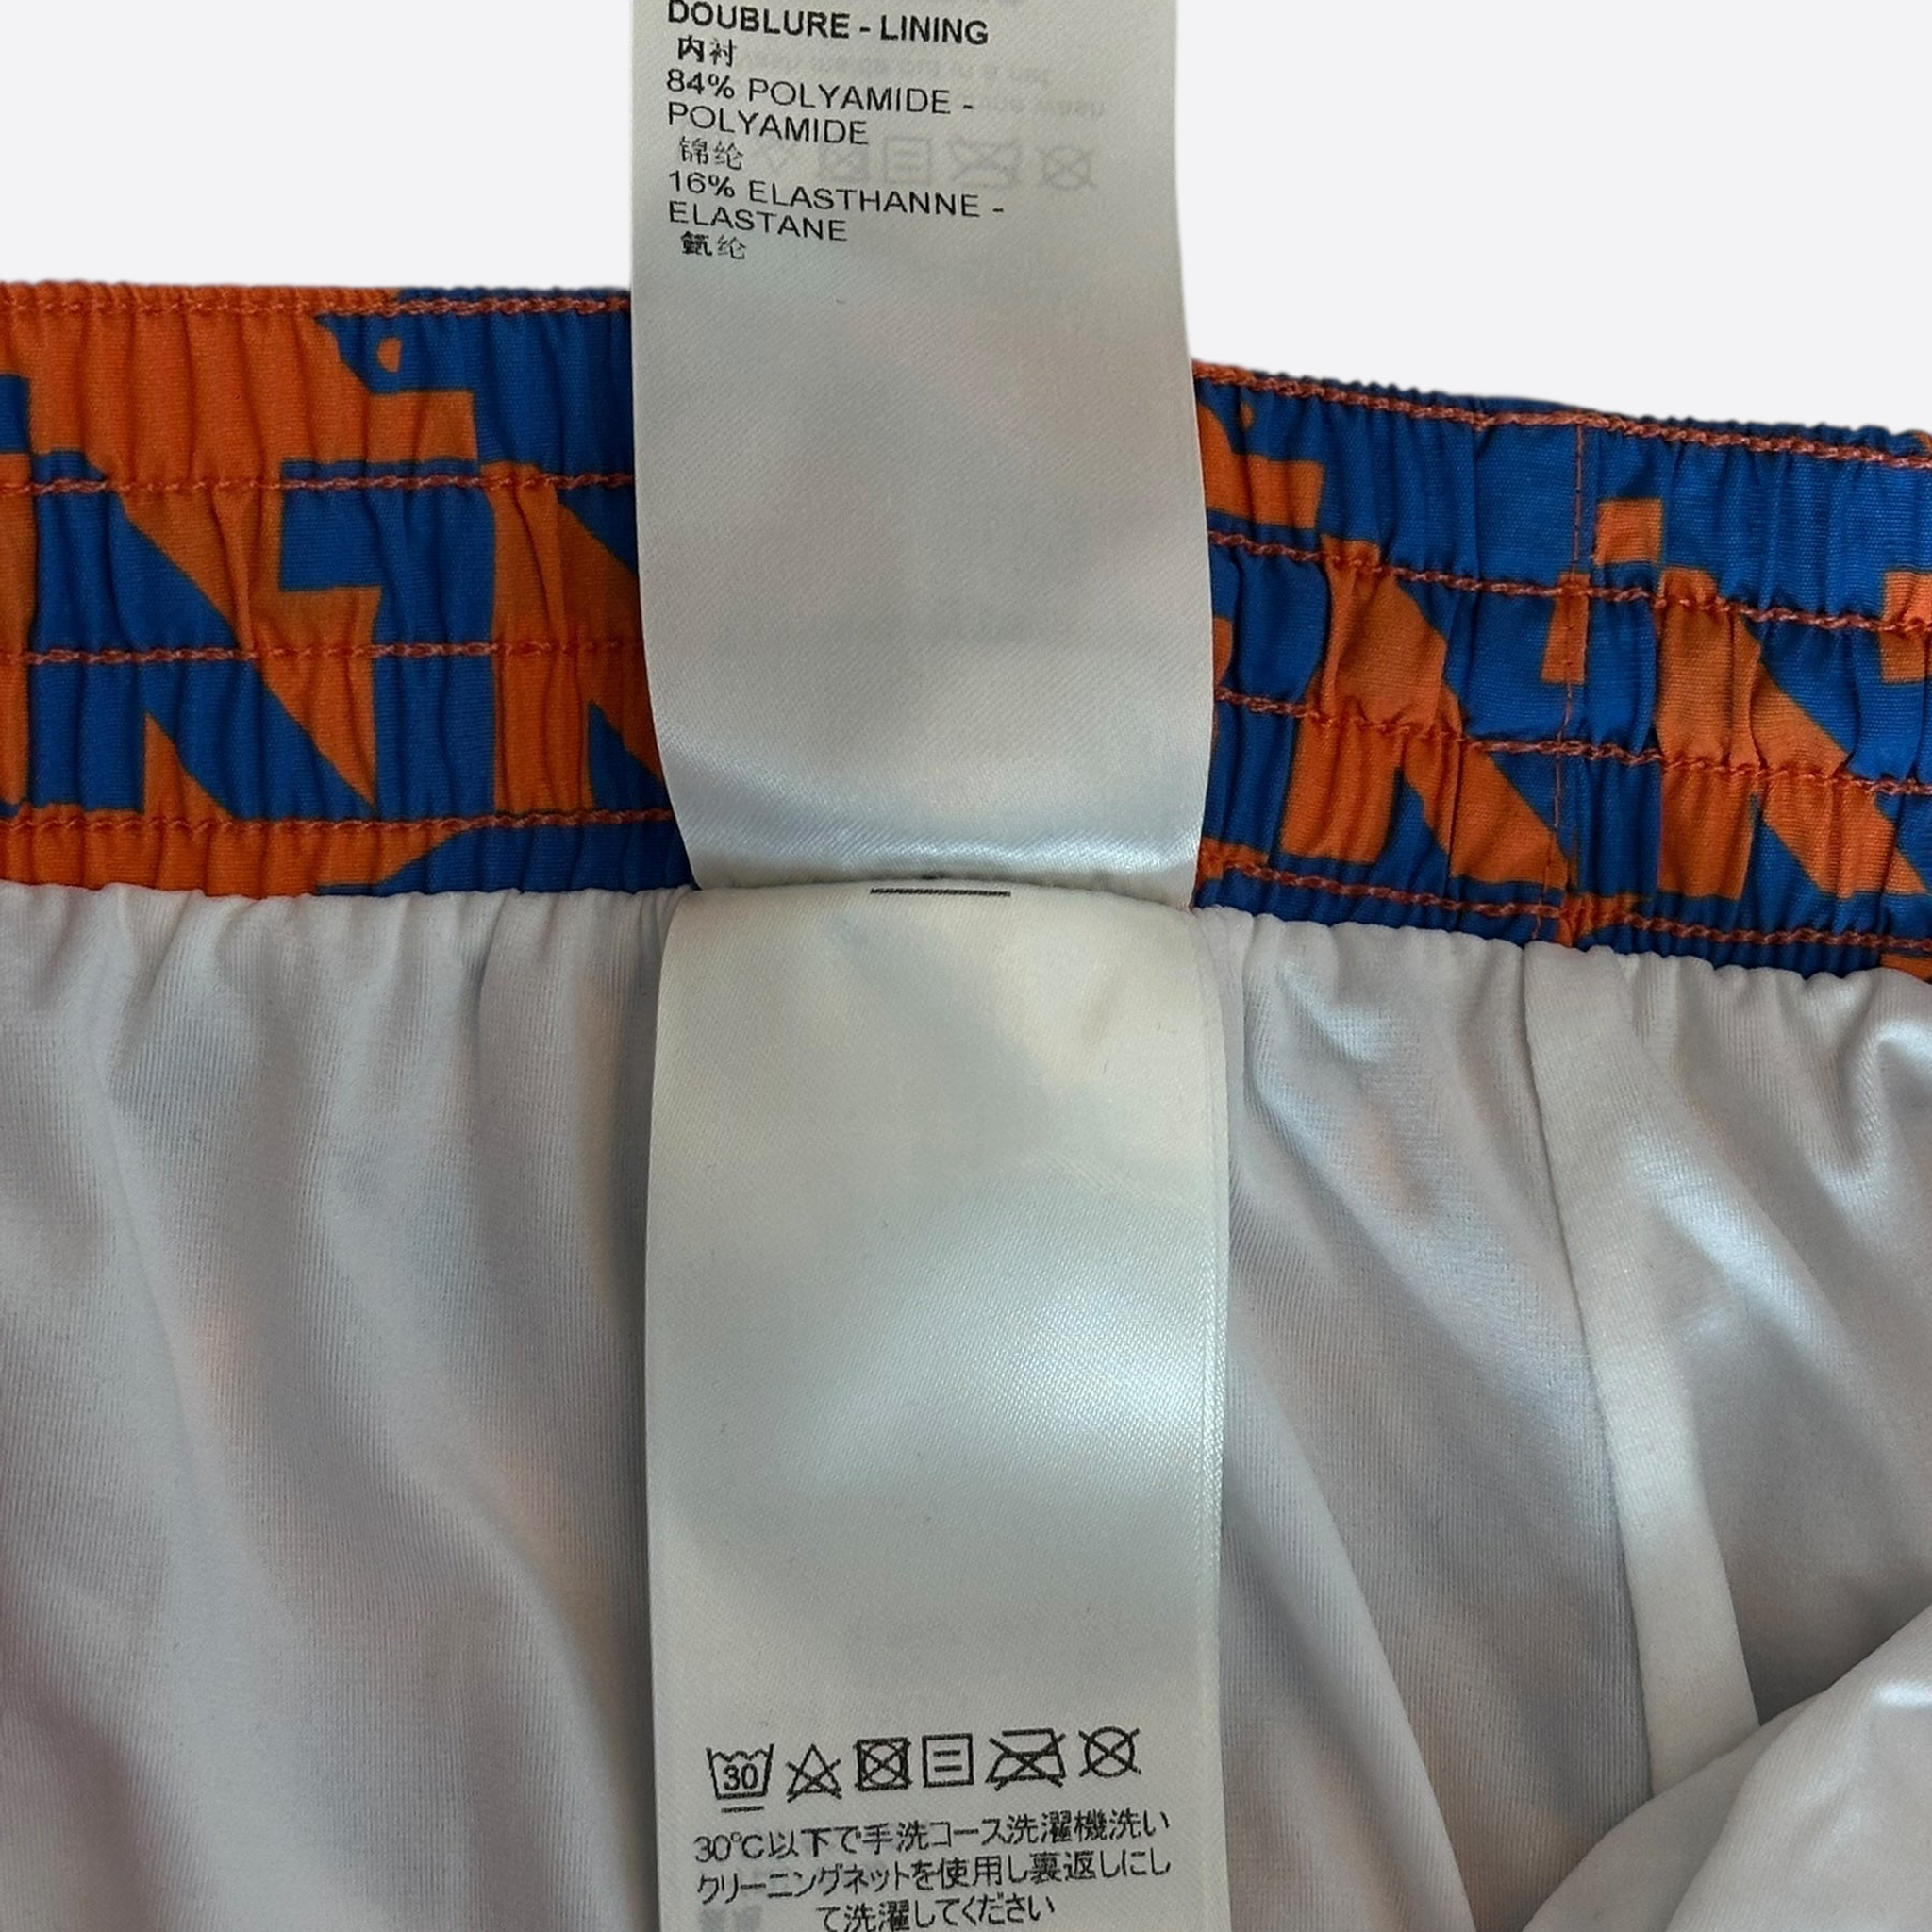 DOUBLURE - LINING
内衬
84% POLYAMIDE -
POLYAMIDE
锦纶
16% ELASTHANNE -
ELASTANE
氨纶
30
30℃以下で手洗コース洗濯機洗い
クリーニングネットを使用し裏返しにし
て洗濯してください